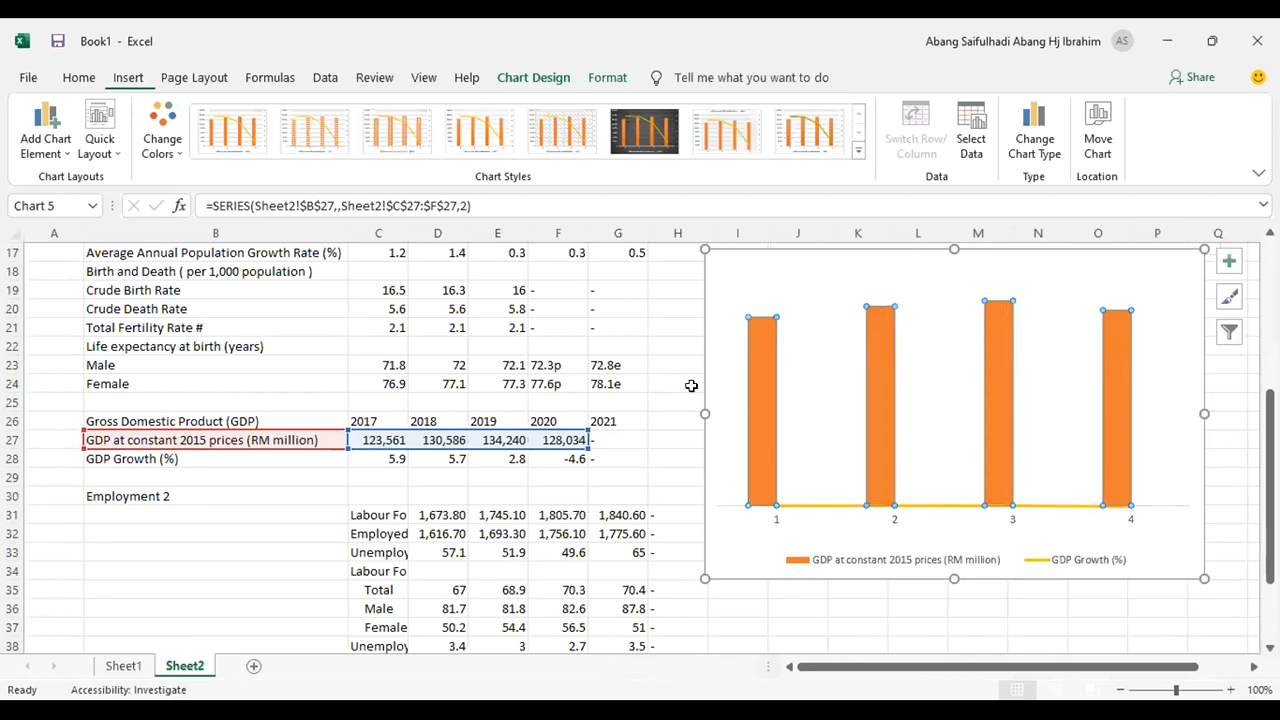 Book1 - Excel
Abang Saifulhadi Abang Hj Ibrahim AS
File Home Insert Page Layout Formulas Data Review View Help Chart Design Format Tell me what you want to do Share
Add Chart Element
Quick Layout
Change Colors
Switch Row/ Column
Select Data
Change Chart Type
Move Chart
Chart Layouts Chart Styles Data Type Location
Chart 5 fx =SERIES(Sheet2!$B$27,,Sheet2!$C$27:$F$27,2)
A B C D E F G H I J K L M N O P Q
17 Average Annual Population Growth Rate (%) 1.2 1.4 0.3 0.3 0.5
18 Birth and Death ( per 1,000 population )
19 Crude Birth Rate 16.5 16.3 16 - -
20 Crude Death Rate 5.6 5.6 5.8 - -
21 Total Fertility Rate # 2.1 2.1 2.1 - -
22 Life expectancy at birth (years)
23 Male 71.8 72 72.1 72.3p 72.8e
24 Female 76.9 77.1 77.3 77.6p 78.1e
25
26 Gross Domestic Product (GDP) 2017 2018 2019 2020 2021
27 GDP at constant 2015 prices (RM million) 123,561 130,586 134,240 128,034 -
28 GDP Growth (%) 5.9 5.7 2.8 -4.6 -
29
30 Employment 2
31 Labour Fo 1,673.80 1,745.10 1,805.70 1,840.60 -
32 Employed 1,616.70 1,693.30 1,756.10 1,775.60 -
33 Unemploy 57.1 51.9 49.6 65 -
34 Labour Fo
35 Total 67 68.9 70.3 70.4 -
36 Male 81.7 81.8 82.6 87.8 -
37 Female 50.2 54.4 56.5 51 -
38 Unemploy 3.4 3 2.7 3.5 -
1 2 3 4
GDP at constant 2015 prices (RM million) GDP Growth (%)
Sheet1 Sheet2
Ready Accessibility: Investigate 100%